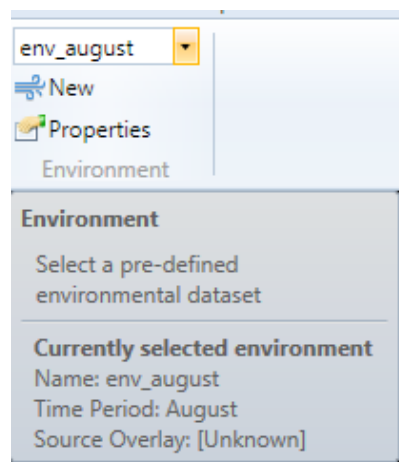 env_august
New
Properties
Environment
Environment
Select a pre-defined
environmental dataset
Currently selected environment
Name: env_august
Time Period: August
Source Overlay: [Unknown]